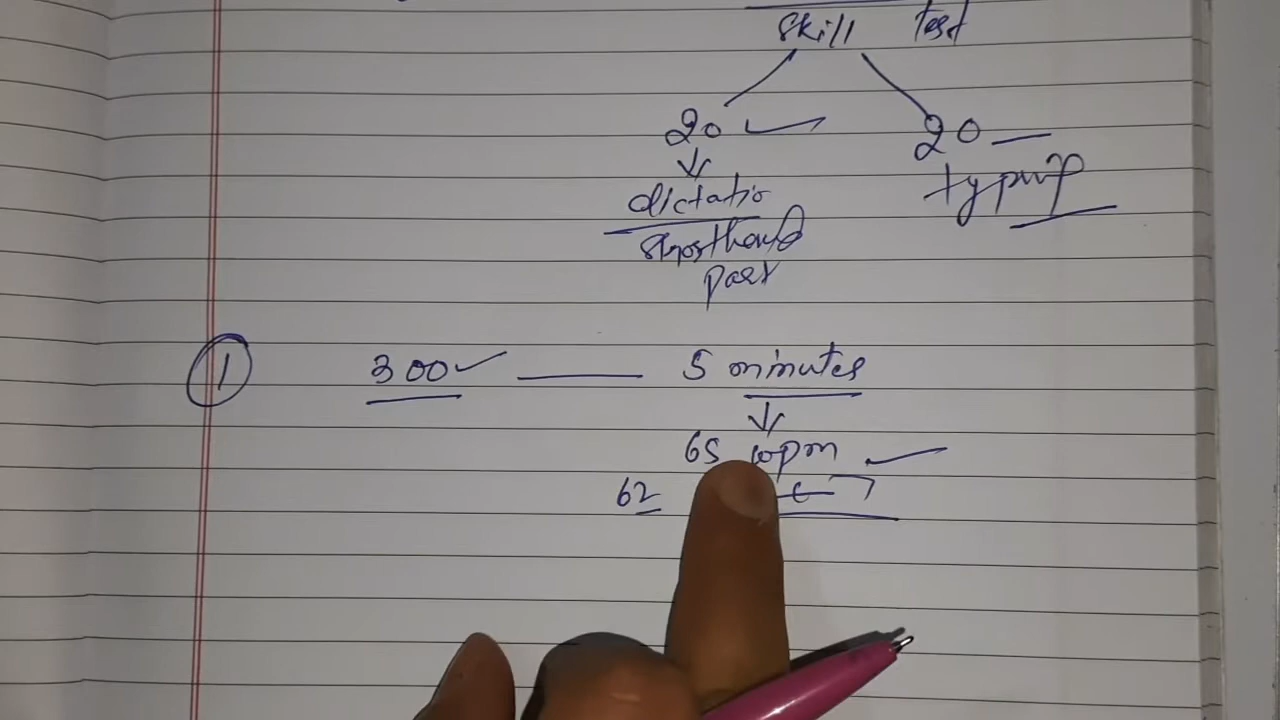 skill test
20 20
dictatio typing
shorthand
part
1 300 5 minutes
65 wpm
62